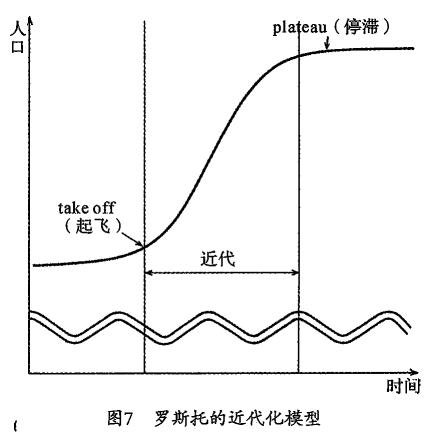 人口
plateau（停滞）
take off
（起飞）
近代
时间
图7 罗斯托的近代化模型